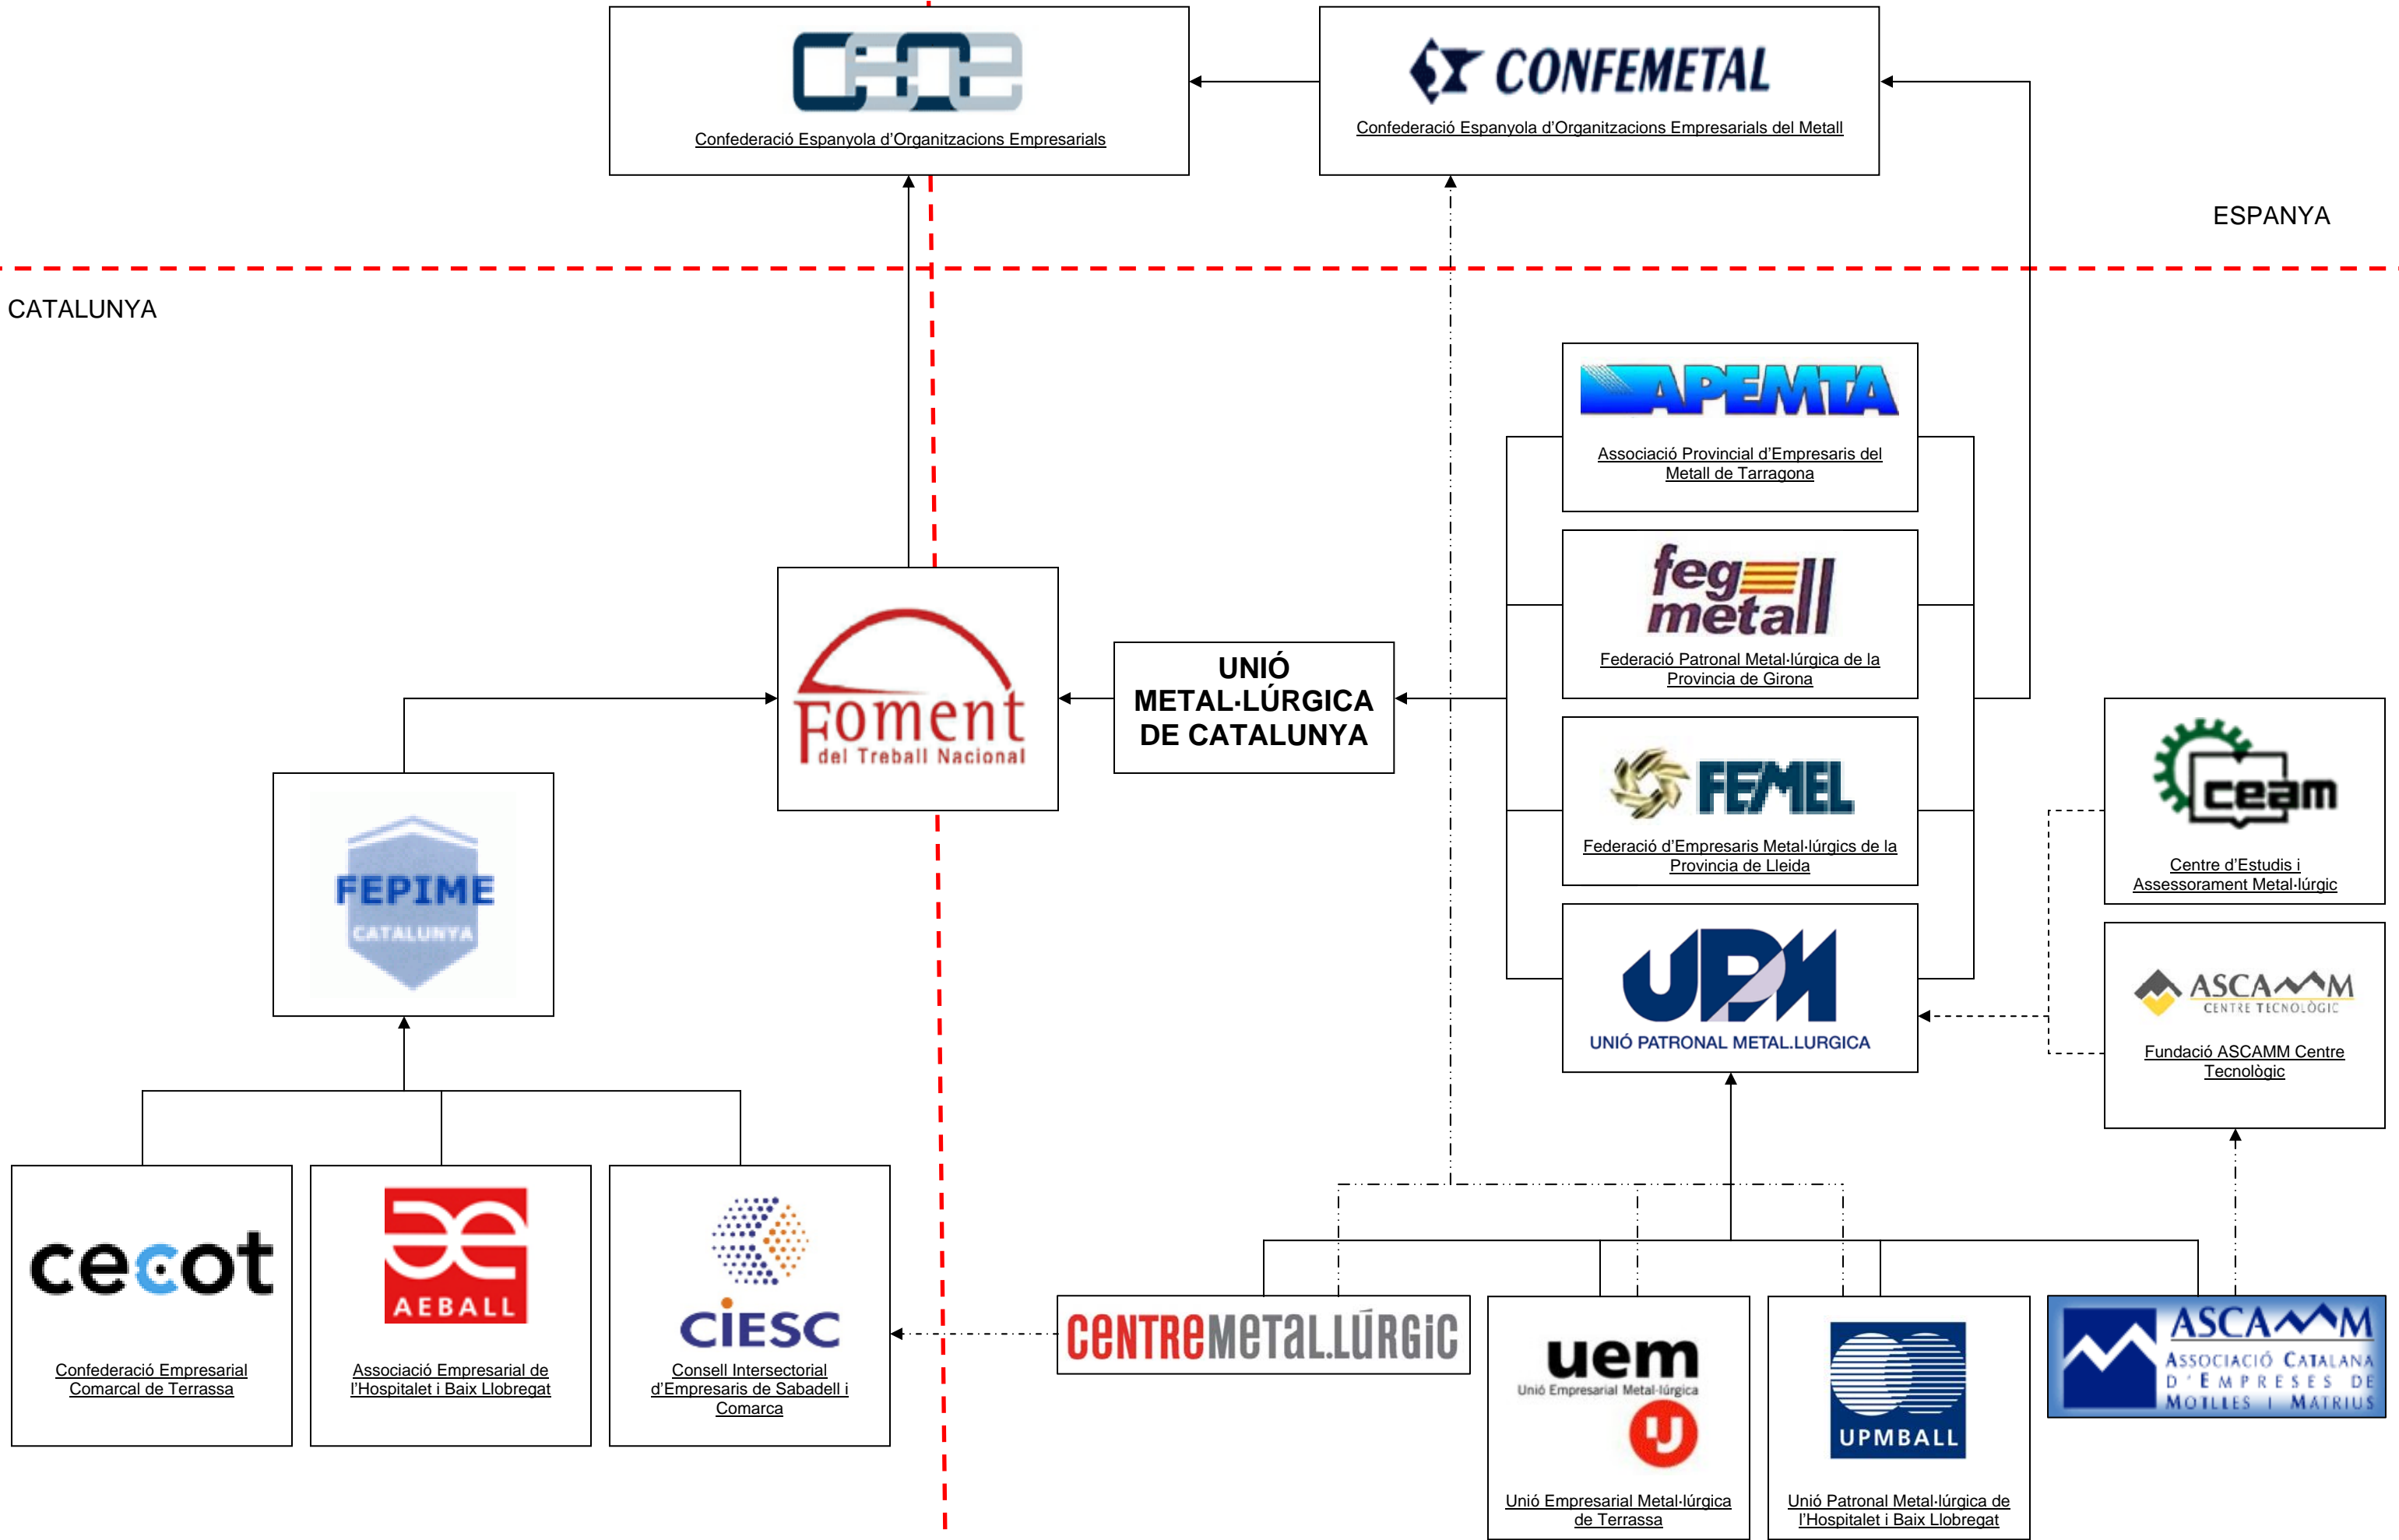 ceoe
Confederació Espanyola d'Organitzacions Empresarials
CONFEMETAL
Confederació Espanyola d'Organitzacions Empresarials del Metall
ESPANYA
CATALUNYA
APEMTA
Associació Provincial d'Empresaris del
Metall de Tarragona
feg
metall
Federació Patronal Metal·lúrgica de la
Provincia de Girona
Foment
del Treball Nacional
UNIÓ
METAL·LÚRGICA
DE CATALUNYA
FEMEL
Federació d'Empresaris Metal·lúrgics de la
Provincia de Lleida
ceam
Centre d'Estudis i
Assessorament Metal·lúrgic
FEPIME
CATALUNYA
UPM
UNIÓ PATRONAL METAL.LURGICA
ASCAMM
CENTRE TECNOLÒGIC
Fundació ASCAMM Centre
Tecnològic
cecot
Confederació Empresarial
Comarcal de Terrassa
AEBALL
Associació Empresarial de
l'Hospitalet i Baix Llobregat
CIESC
Consell Intersectorial
d'Empresaris de Sabadell i
Comarca
CENTREMETAL.LÚRGIC
uem
Unió Empresarial Metal·lúrgica
Unió Empresarial Metal·lúrgica
de Terrassa
UPMBALL
Unió Patronal Metal·lúrgica de
l'Hospitalet i Baix Llobregat
ASCAMM
ASSOCIACIÓ CATALANA
D'EMPRESES DE
MOTLLES I MATRIUS